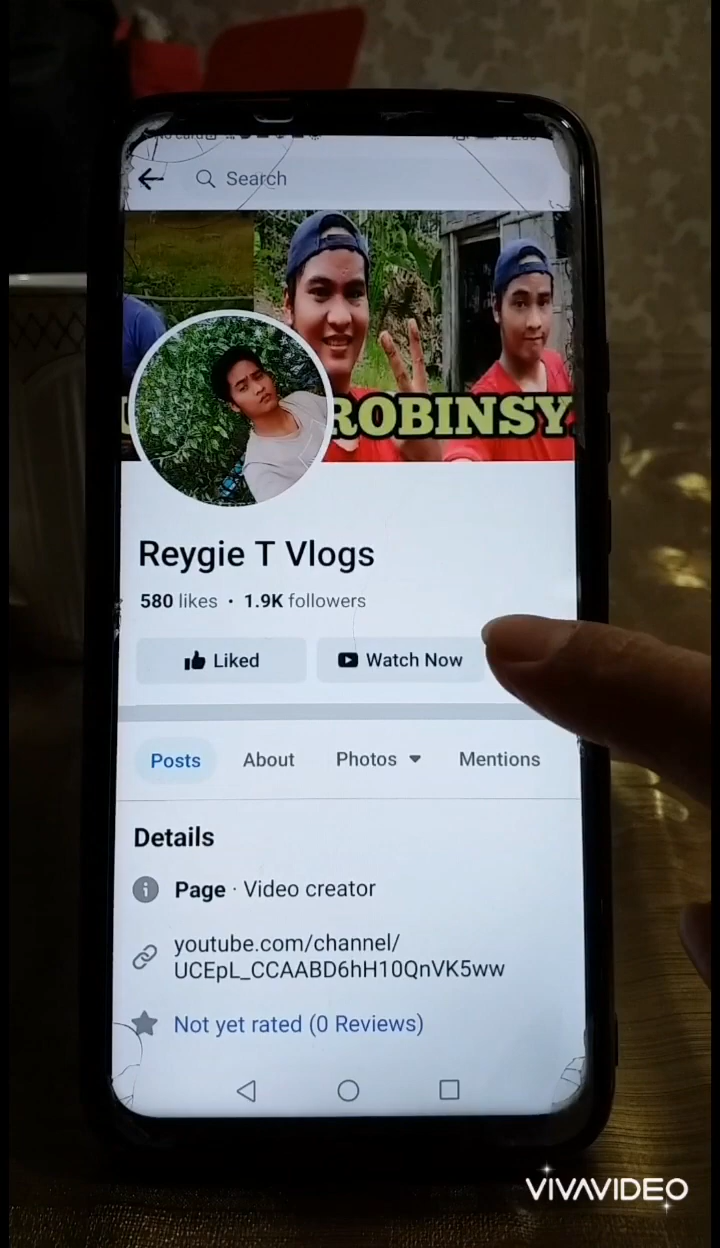 Search
ROBINSY
Reygie T Vlogs
580 likes · 1.9K followers
Liked
Watch Now
Posts
About
Photos
Mentions
Details
Page · Video creator
youtube.com/channel/
UCEpL_CCAABD6hH10QnVK5ww
Not yet rated (0 Reviews)
VIVAVIDEO